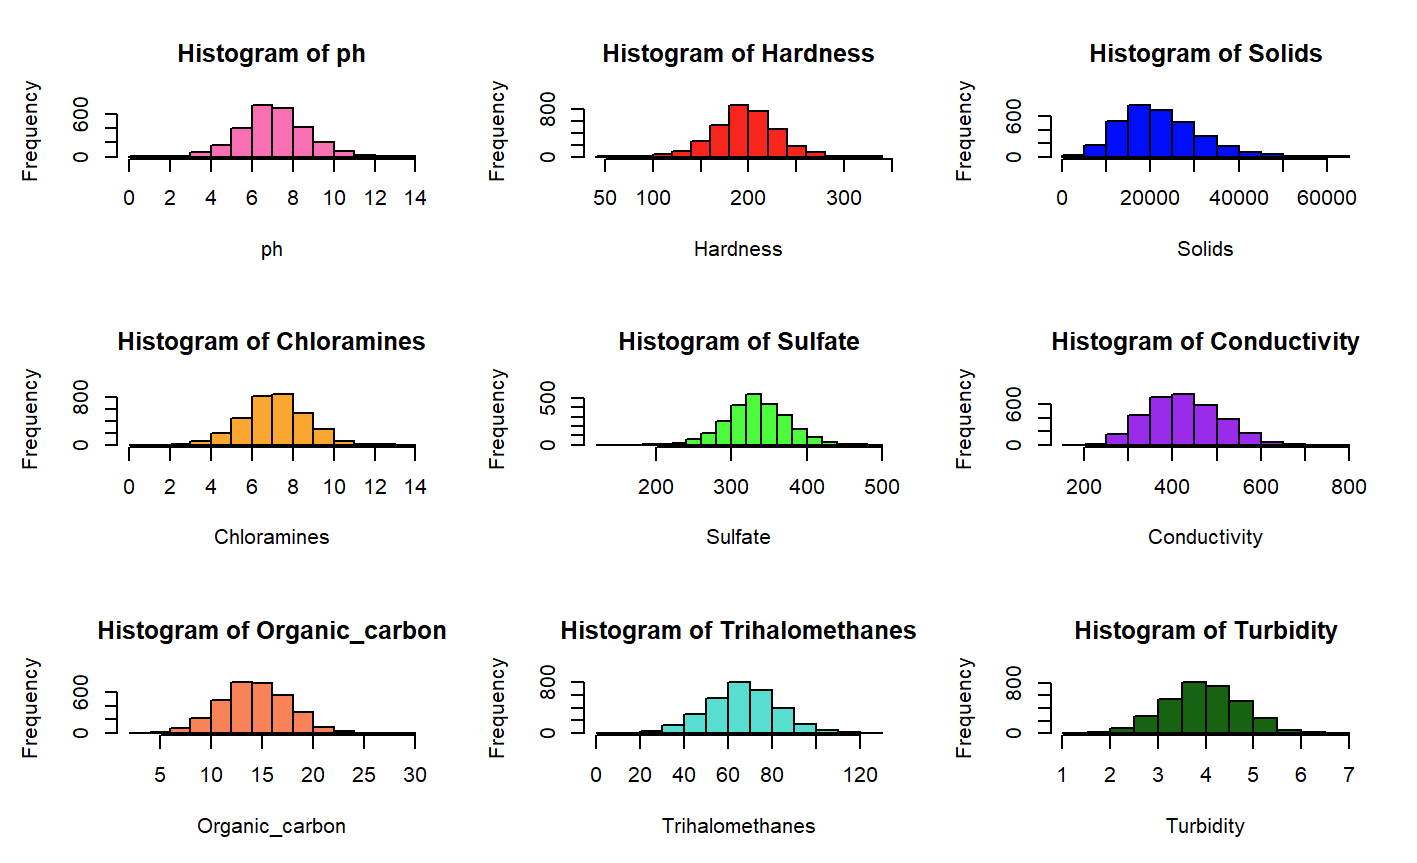 Histogram of ph
Frequency
0 600
0 2 4 6 8 10 12 14
ph
Histogram of Hardness
Frequency
0 800
50 100 200 300
Hardness
Histogram of Solids
Frequency
0 600
0 20000 40000 60000
Solids
Histogram of Chloramines
Frequency
0 800
0 2 4 6 8 10 12 14
Chloramines
Histogram of Sulfate
Frequency
0 500
200 300 400 500
Sulfate
Histogram of Conductivity
Frequency
0 600
200 400 600 800
Conductivity
Histogram of Organic_carbon
Frequency
0 600
5 10 15 20 25 30
Organic_carbon
Histogram of Trihalomethanes
Frequency
0 800
0 20 40 60 80 120
Trihalomethanes
Histogram of Turbidity
Frequency
0 800
1 2 3 4 5 6 7
Turbidity